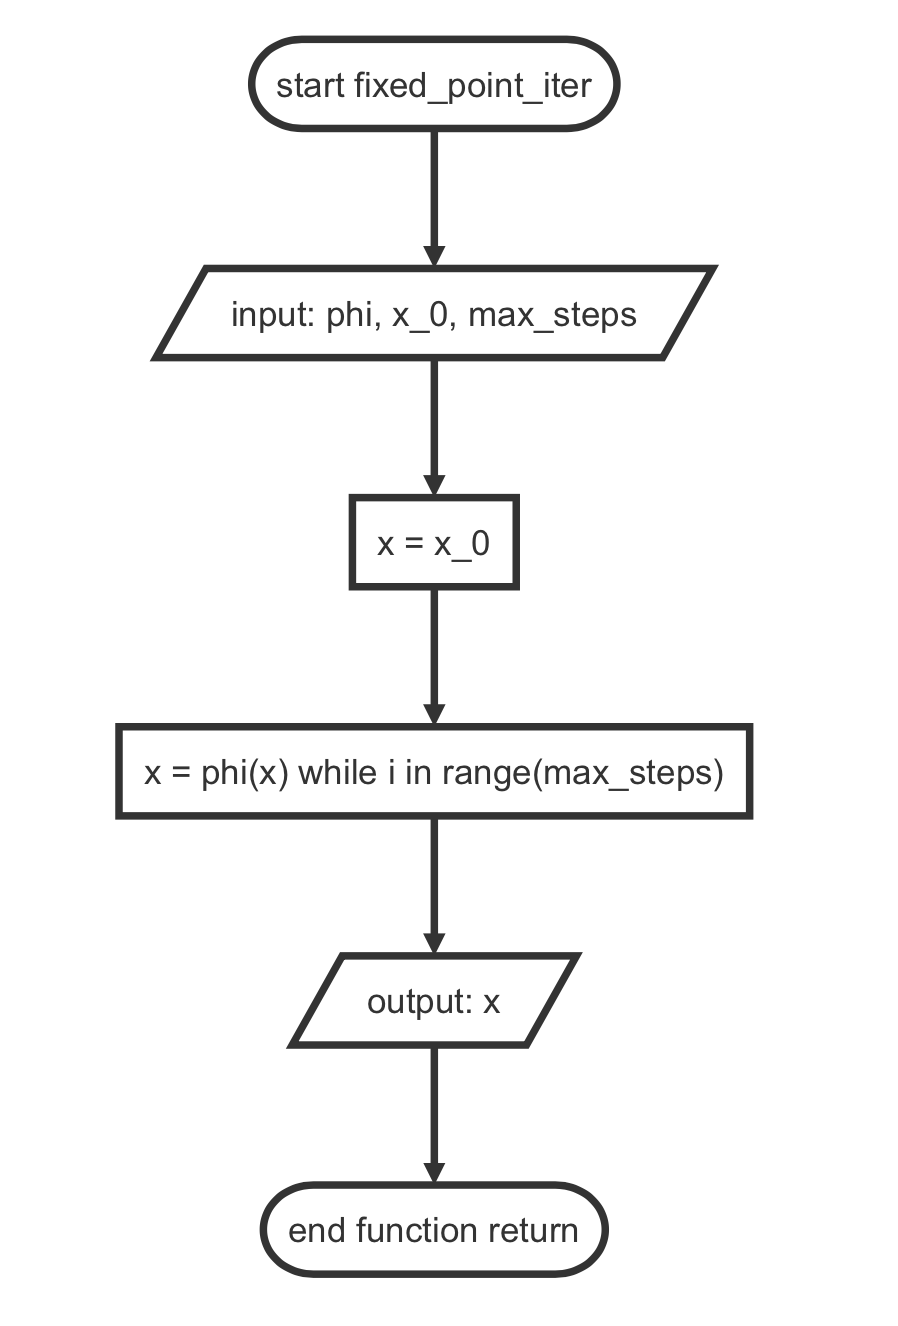 start fixed_point_iter
input: phi, x_0, max_steps
x = x_0
x = phi(x) while i in range(max_steps)
output: x
end function return